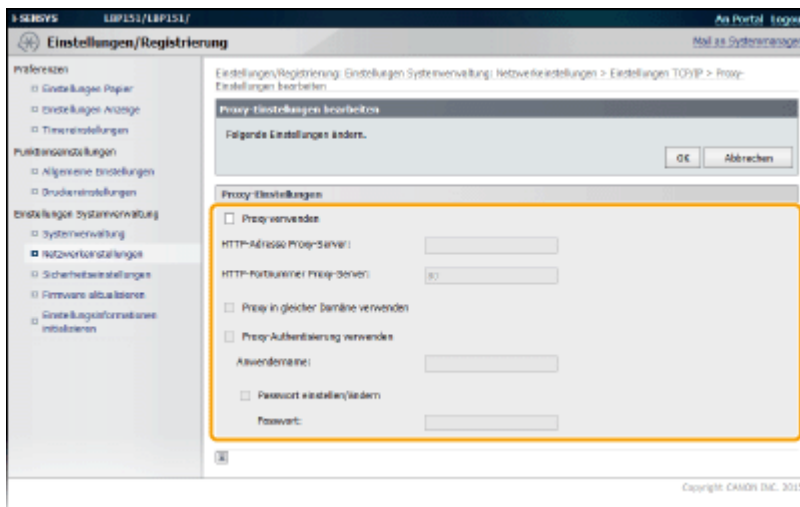 i-SENSYS LBP151/LBP151/ An Portal Logou
Einstellungen/Registrierung Mail an Systemmanager
Präferenzen
Einstellungen Papier
Einstellungen Anzeige
Timereinstellungen
Funktionseinstellungen
Allgemeine Einstellungen
Druckereinstellungen
Einstellungen Systemverwaltung
Systemverwaltung
Netzwerkeinstellungen
Sicherheitseinstellungen
Firmware aktualisieren
Einstellungsinformationen
initialisieren
Einstellungen/Registrierung: Einstellungen Systemverwaltung: Netzwerkeinstellungen > Einstellungen TCP/IP > Proxy-
Einstellungen bearbeiten
Proxy-Einstellungen bearbeiten
Folgende Einstellungen ändern.
OK Abbrechen
Proxy-Einstellungen
Proxy verwenden
HTTP-Adresse Proxy-Server:
HTTP-Portnummer Proxy-Server: 80
Proxy in gleicher Domäne verwenden
Proxy-Authentisierung verwenden
Anwendername:
Passwort einstellen/ändern
Passwort:
Copyright CANON INC. 2015